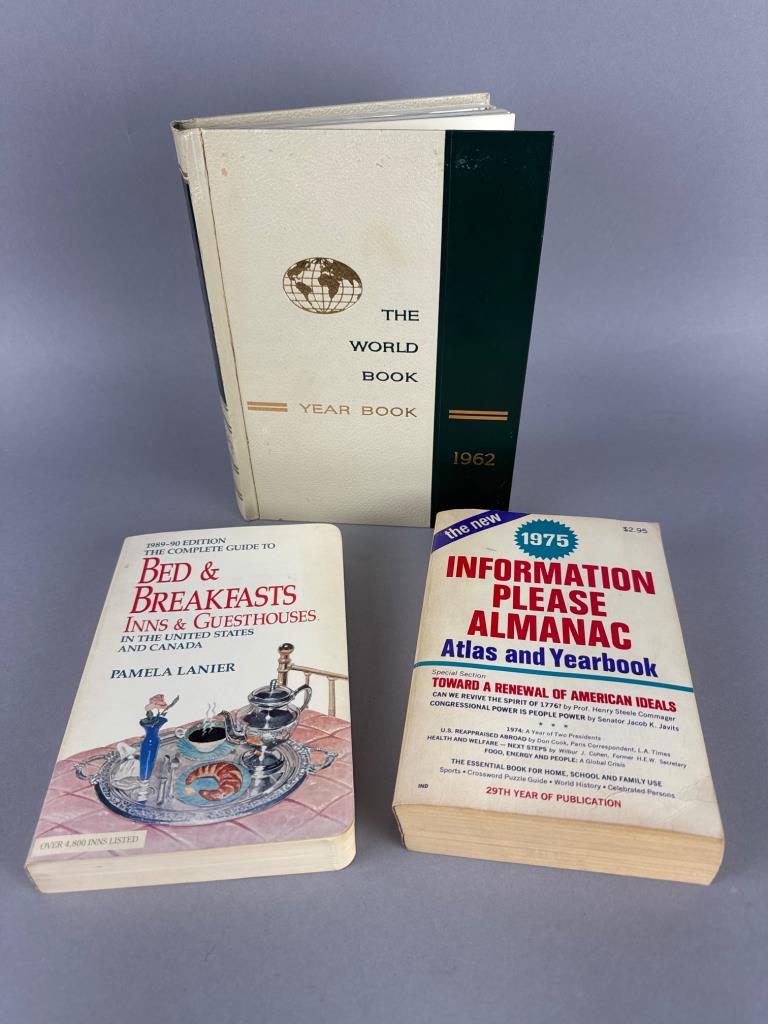 THE
WORLD
BOOK
YEAR BOOK
1962
1989-90 EDITION
THE COMPLETE GUIDE TO
BED &
BREAKFASTS
INNS & GUESTHOUSES
IN THE UNITED STATES
AND CANADA
PAMELA LANIER
OVER 4,800 INNS LISTED
the new
1975
$2.95
INFORMATION
PLEASE
ALMANAC
Atlas and Yearbook
Special Section
TOWARD A RENEWAL OF AMERICAN IDEALS
CAN WE REVIVE THE SPIRIT OF 1776? by Prof. Henry Steele Commager
CONGRESSIONAL POWER IS PEOPLE POWER by Senator Jacob K. Javits
* * *
1974: A Year of Two Presidents
U.S. REAPPRAISED ABROAD by Don Cook, Paris Correspondent, L.A. Times
HEALTH AND WELFARE — NEXT STEPS by Wilbur J. Cohen, Former H.E.W. Secretary
FOOD, ENERGY AND PEOPLE: A Global Crisis
THE ESSENTIAL BOOK FOR HOME, SCHOOL AND FAMILY USE
Sports • Crossword Puzzle Guide • World History • Celebrated Persons
IND
29TH YEAR OF PUBLICATION